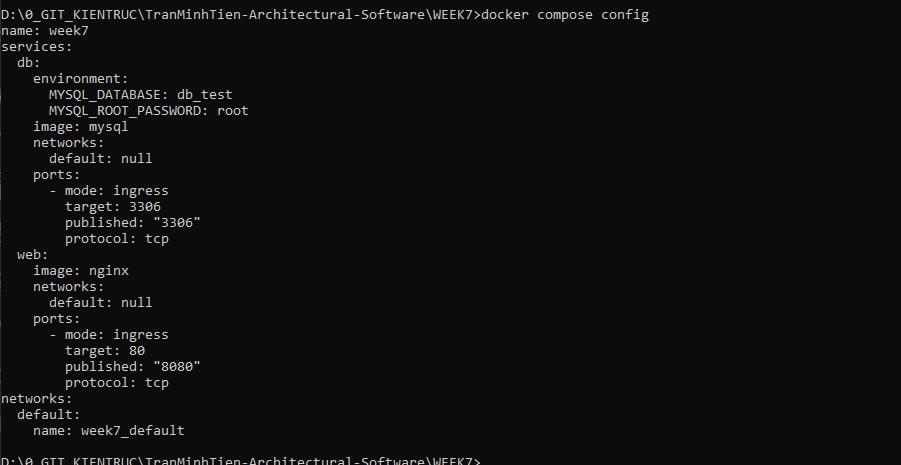 D:\0_GIT_KIENTRUC\TranMinhTien-Architectural-Software\WEEK7>docker compose config
name: week7
services:
  db:
    environment:
      MYSQL_DATABASE: db_test
      MYSQL_ROOT_PASSWORD: root
    image: mysql
    networks:
      default: null
    ports:
      - mode: ingress
        target: 3306
        published: "3306"
        protocol: tcp
  web:
    image: nginx
    networks:
      default: null
    ports:
      - mode: ingress
        target: 80
        published: "8080"
        protocol: tcp
networks:
  default:
    name: week7_default
D:\0_GIT_KIENTRUC\TranMinhTien-Architectural-Software\WEEK7>